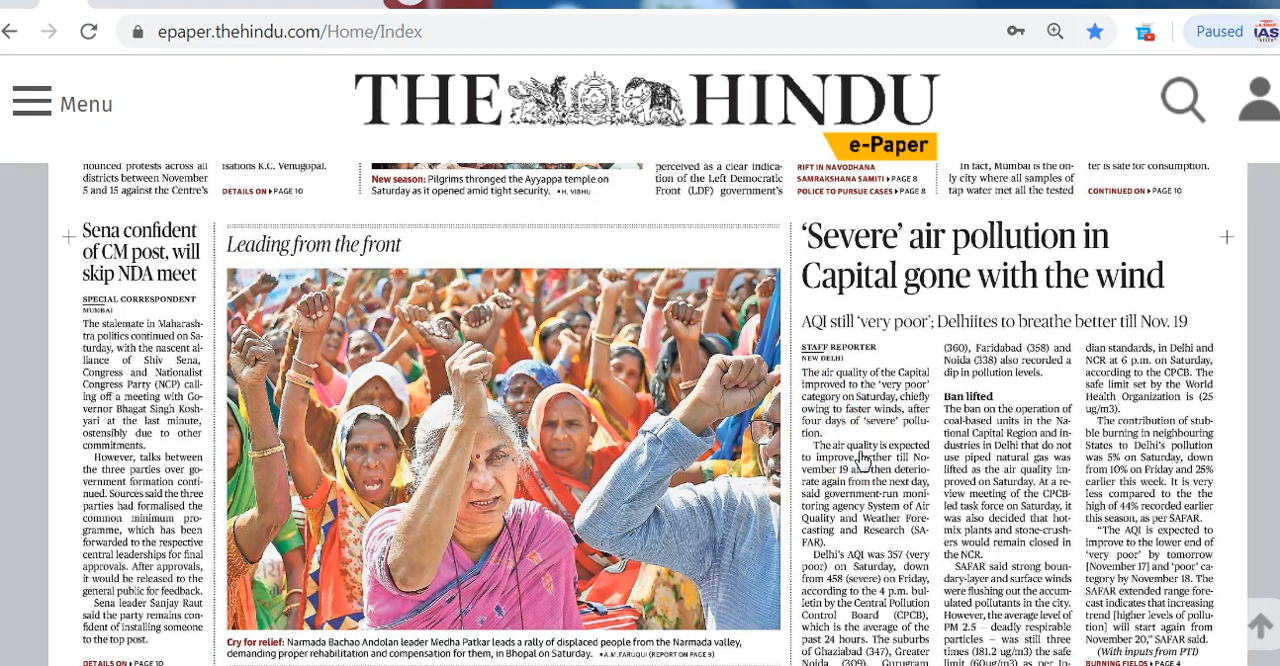 epaper.thehindu.com/Home/Index
Paused
IAS
Menu
THE HINDU
e-Paper
nounced protests across all
districts between November
5 and 15 against the Centre's
isations K.C. Venugopal.
DETAILS ON ▸ PAGE 10
New season: Pilgrims thronged the Ayyappa temple on
Saturday as it opened amid tight security. • H. VIBHU
perceived as a clear indica-
tion of the Left Democratic
Front (LDF) government's
RIFT IN NAVODHANA
SAMRAKSHANA SAMITI ▸ PAGE 8
POLICE TO PURSUE CASES ▸ PAGE 8
In fact, Mumbai is the on-
ly city where all samples of
tap water met all the tested
ter is safe for consumption.
CONTINUED ON ▸ PAGE 10
Sena confident
of CM post, will
skip NDA meet
SPECIAL CORRESPONDENT
MUMBAI
The stalemate in Maharash-
tra politics continued on Sa-
turday, with the nascent al-
liance of Shiv Sena,
Congress and Nationalist
Congress Party (NCP) call-
ing off a meeting with Go-
vernor Bhagat Singh Kosh-
yari at the last minute,
ostensibly due to other
commitments.
However, talks between
the three parties over go-
vernment formation conti-
nued. Sources said the three
parties had formalised the
common minimum pro-
gramme, which has been
forwarded to the respective
central leaderships for final
approvals. After approvals,
it would be released to the
general public for feedback.
Sena leader Sanjay Raut
said the party remains con-
fident of installing someone
to the top post.
DETAILS ON ▸ PAGE 10
Leading from the front
Cry for relief: Narmada Bachao Andolan leader Medha Patkar leads a rally of displaced people from the Narmada valley,
demanding proper rehabilitation and compensation for them, in Bhopal on Saturday. • A.M. FARUQUI (REPORT ON PAGE 9)
‘Severe’ air pollution in
Capital gone with the wind
AQI still ‘very poor’; Delhiites to breathe better till Nov. 19
STAFF REPORTER
NEW DELHI
The air quality of the Capital
improved to the ‘very poor’
category on Saturday, chiefly
owing to faster winds, after
four days of ‘severe’ pollu-
tion.
The air quality is expected
to improve further till No-
vember 19 and then deterio-
rate again from the next day,
said government-run moni-
toring agency System of Air
Quality and Weather Fore-
casting and Research (SA-
FAR).
Delhi's AQI was 357 (very
poor) on Saturday, down
from 458 (severe) on Friday,
according to the 4 p.m. bul-
letin by the Central Pollution
Control Board (CPCB),
which is the average of the
past 24 hours. The suburbs
of Ghaziabad (347), Greater
Noida (309), Gurugram
(360), Faridabad (358) and
Noida (338) also recorded a
dip in pollution levels.
Ban lifted
The ban on the operation of
coal-based units in the Na-
tional Capital Region and in-
dustries in Delhi that do not
use piped natural gas was
lifted as the air quality im-
proved on Saturday. At a re-
view meeting of the CPCB-
led task force on Saturday, it
was also decided that hot-
mix plants and stone-crush-
ers would remain closed in
the NCR.
SAFAR said strong boun-
dary-layer and surface winds
were flushing out the accu-
mulated pollutants in the city.
However, the average level of
PM 2.5 – deadly respirable
particles – was still three
times (181.2 ug/m3) the safe
limit (60ug/m3) as per In-
dian standards, in Delhi and
NCR at 6 p.m. on Saturday,
according to the CPCB. The
safe limit set by the World
Health Organization is (25
ug/m3).
The contribution of stub-
ble burning in neighbouring
States to Delhi's pollution
was 5% on Saturday, down
from 10% on Friday and 25%
earlier this week. It is very
less compared to the the
high of 44% recorded earlier
this season, as per SAFAR.
“The AQI is expected to
improve to the lower end of
‘very poor’ by tomorrow
[November 17] and ‘poor’ ca-
tegory by November 18. The
SAFAR extended range fore-
cast indicates that increasing
trend [higher levels of pollu-
tion] will start again from
November 20,” SAFAR said.
(With inputs from PTI)
BURNING FIELDS ▸ PAGE 4